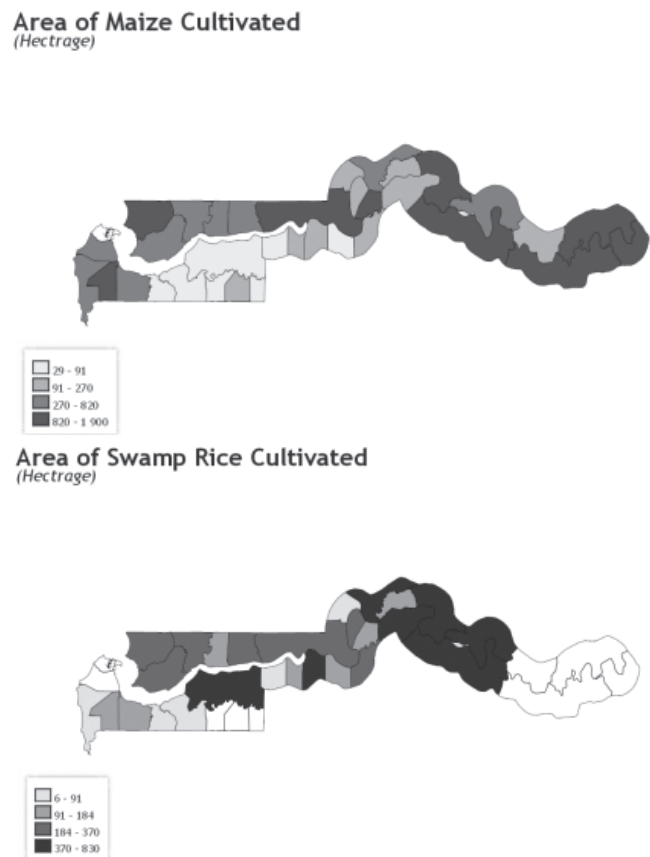 Area of Maize Cultivated
(Hectrage)
29 - 91
91 - 270
270 - 820
820 - 1 900
Area of Swamp Rice Cultivated
(Hectrage)
6 - 91
91 - 184
184 - 370
370 - 830